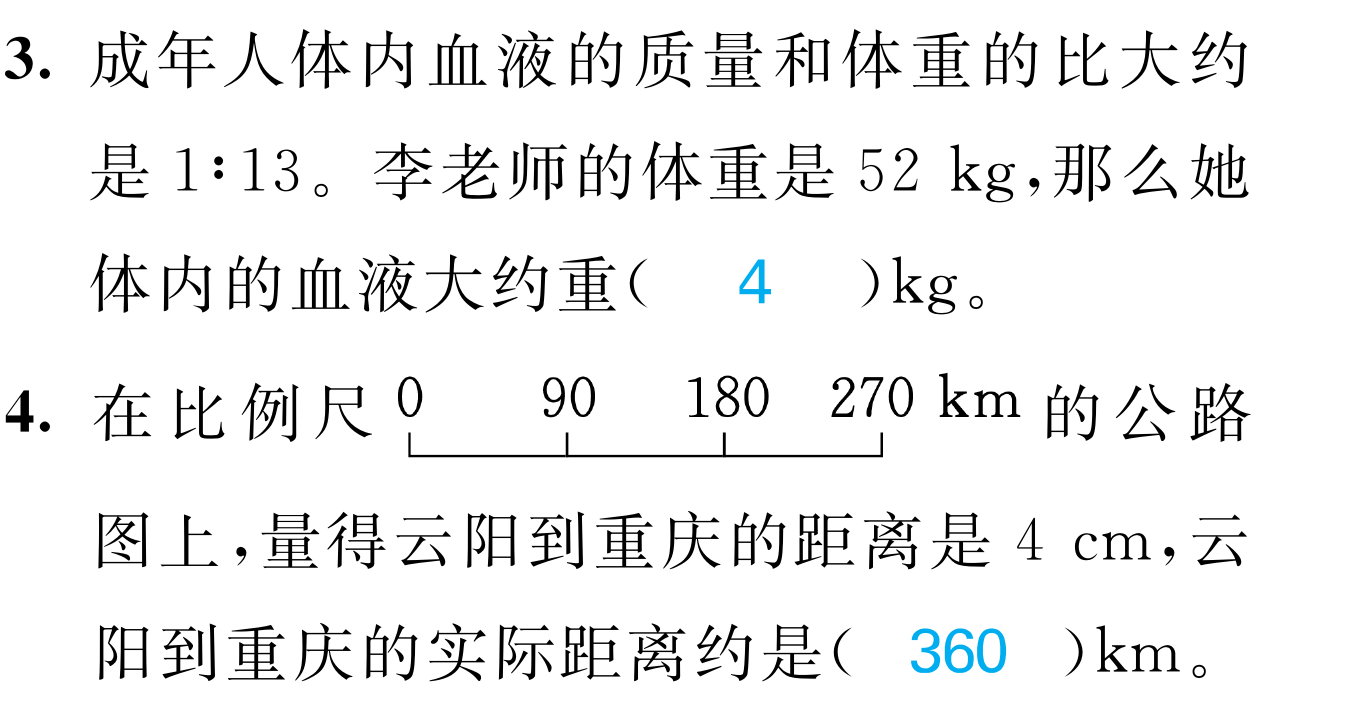 3. 成年人体内血液的质量和体重的比大约
是 1∶13。李老师的体重是 52 kg,那么她
体内的血液大约重( 4 )kg。
4. 在比例尺 0 90 180 270 km 的公路
图上,量得云阳到重庆的距离是 4 cm,云
阳到重庆的实际距离约是( 360 )km。